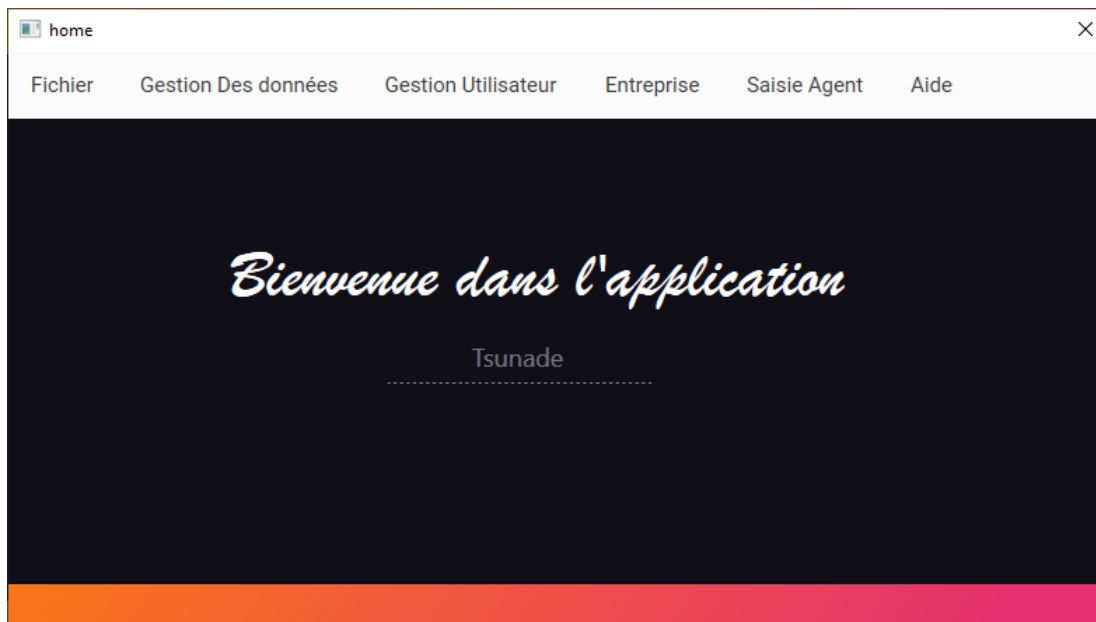 home
Fichier Gestion Des données Gestion Utilisateur Entreprise Saisie Agent Aide
Bienvenue dans l'application
Tsunade